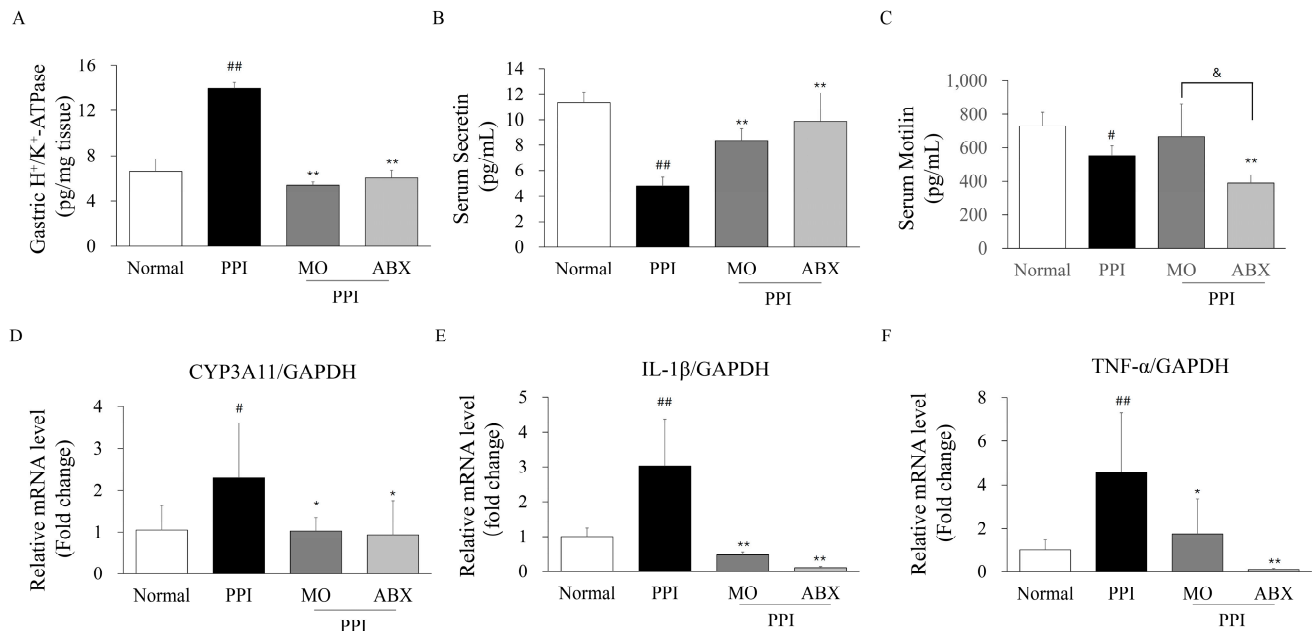 A
Gastric H+/K+-ATPase
(pg/mg tissue)
16
12
8
4
0
##
**
**
Normal PPI MO ABX
PPI
B
Serum Secretin
(pg/mL)
14
12
10
8
6
4
2
0
##
**
**
Normal PPI MO ABX
PPI
C
Serum Motilin
(pg/mL)
1,000
800
600
400
200
0
#
&
**
Normal PPI MO ABX
PPI
D
CYP3A11/GAPDH
Relative mRNA level
(Fold change)
4
3
2
1
0
#
*
*
Normal PPI MO ABX
PPI
E
IL-1β/GAPDH
Relative mRNA level
(fold change)
5
4
3
2
1
0
##
**
**
Normal PPI MO ABX
PPI
F
TNF-α/GAPDH
Relative mRNA level
(Fold change)
8
6
4
2
0
##
*
**
Normal PPI MO ABX
PPI